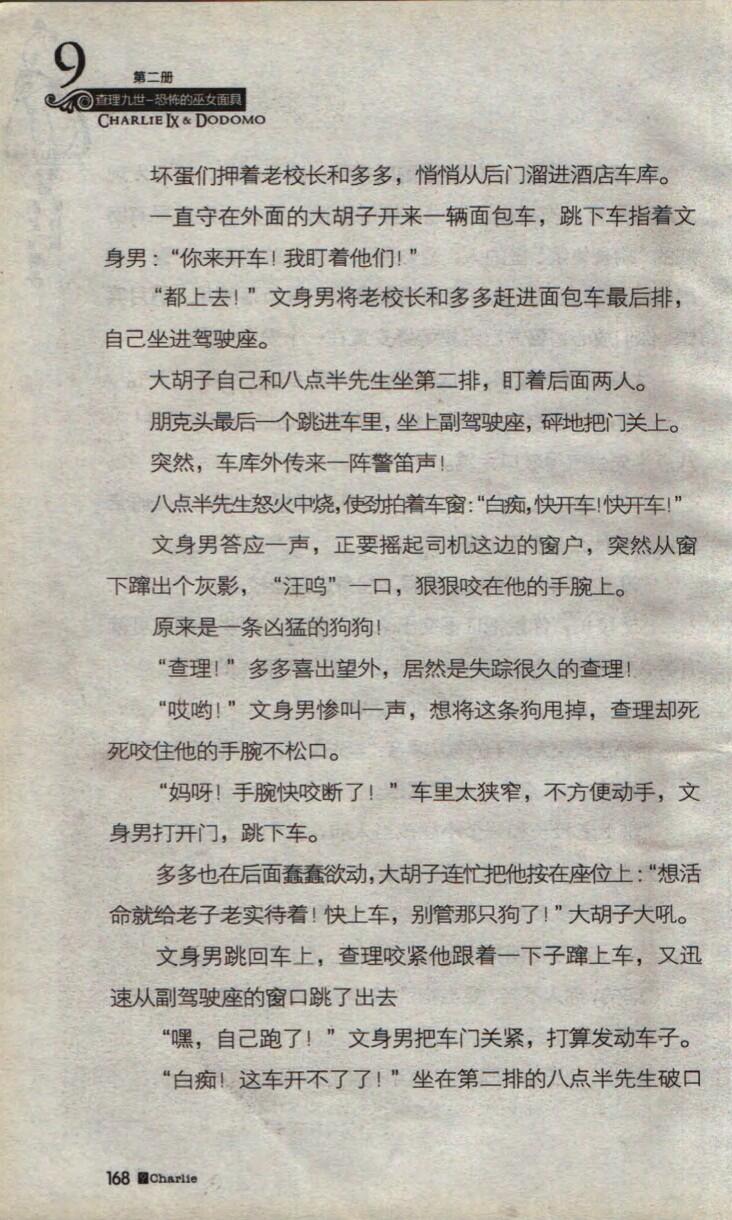 9
第二册
查理九世-恐怖的巫女面具
CHARLIE IX & DODOMO
坏蛋们押着老校长和多多，悄悄从后门溜进酒店车库。
一直守在外面的大胡子开来一辆面包车，跳下车指着文
身男：“你来开车！我盯着他们！”
“都上去！”文身男将老校长和多多赶进面包车最后排，
自己坐进驾驶座。
大胡子自己和八点半先生坐第二排，盯着后面两人。
朋克头最后一个跳进车里，坐上副驾驶座，砰地把门关上。
突然，车库外传来一阵警笛声！
八点半先生怒火中烧，使劲拍着车窗：“白痴，快开车！快开车！”
文身男答应一声，正要摇起司机这边的窗户，突然从窗
下蹿出个灰影，“汪呜”一口，狠狠咬在他的手腕上。
原来是一条凶猛的狗狗！
“查理！”多多喜出望外，居然是失踪很久的查理！
“哎哟！”文身男惨叫一声，想将这条狗甩掉，查理却死
死咬住他的手腕不松口。
“妈呀！手腕快咬断了！”车里太狭窄，不方便动手，文
身男打开门，跳下车。
多多也在后面蠢蠢欲动，大胡子连忙把他按在座位上：“想活
命就给老子老实待着！快上车，别管那只狗了！”大胡子大吼。
文身男跳回车上，查理咬紧他跟着一下子蹿上车，又迅
速从副驾驶座的窗口跳了出去
“嘿，自己跑了！”文身男把车门关紧，打算发动车子。
“白痴！这车开不了了！”坐在第二排的八点半先生破口
168 Charlie